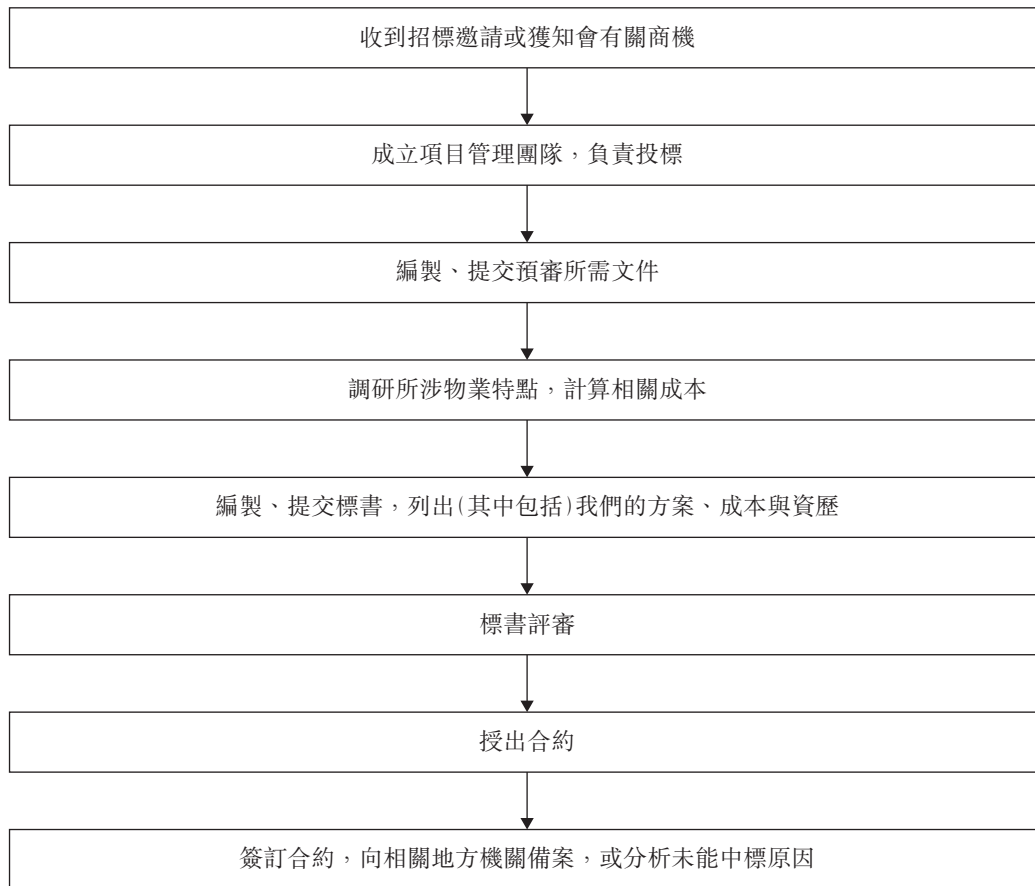 收到招標邀請或獲知會有關商機
成立項目管理團隊，負責投標
編製、提交預審所需文件
調研所涉物業特點，計算相關成本
編製、提交標書，列出(其中包括)我們的方案、成本與資歷
標書評審
授出合約
簽訂合約，向相關地方機關備案，或分析未能中標原因